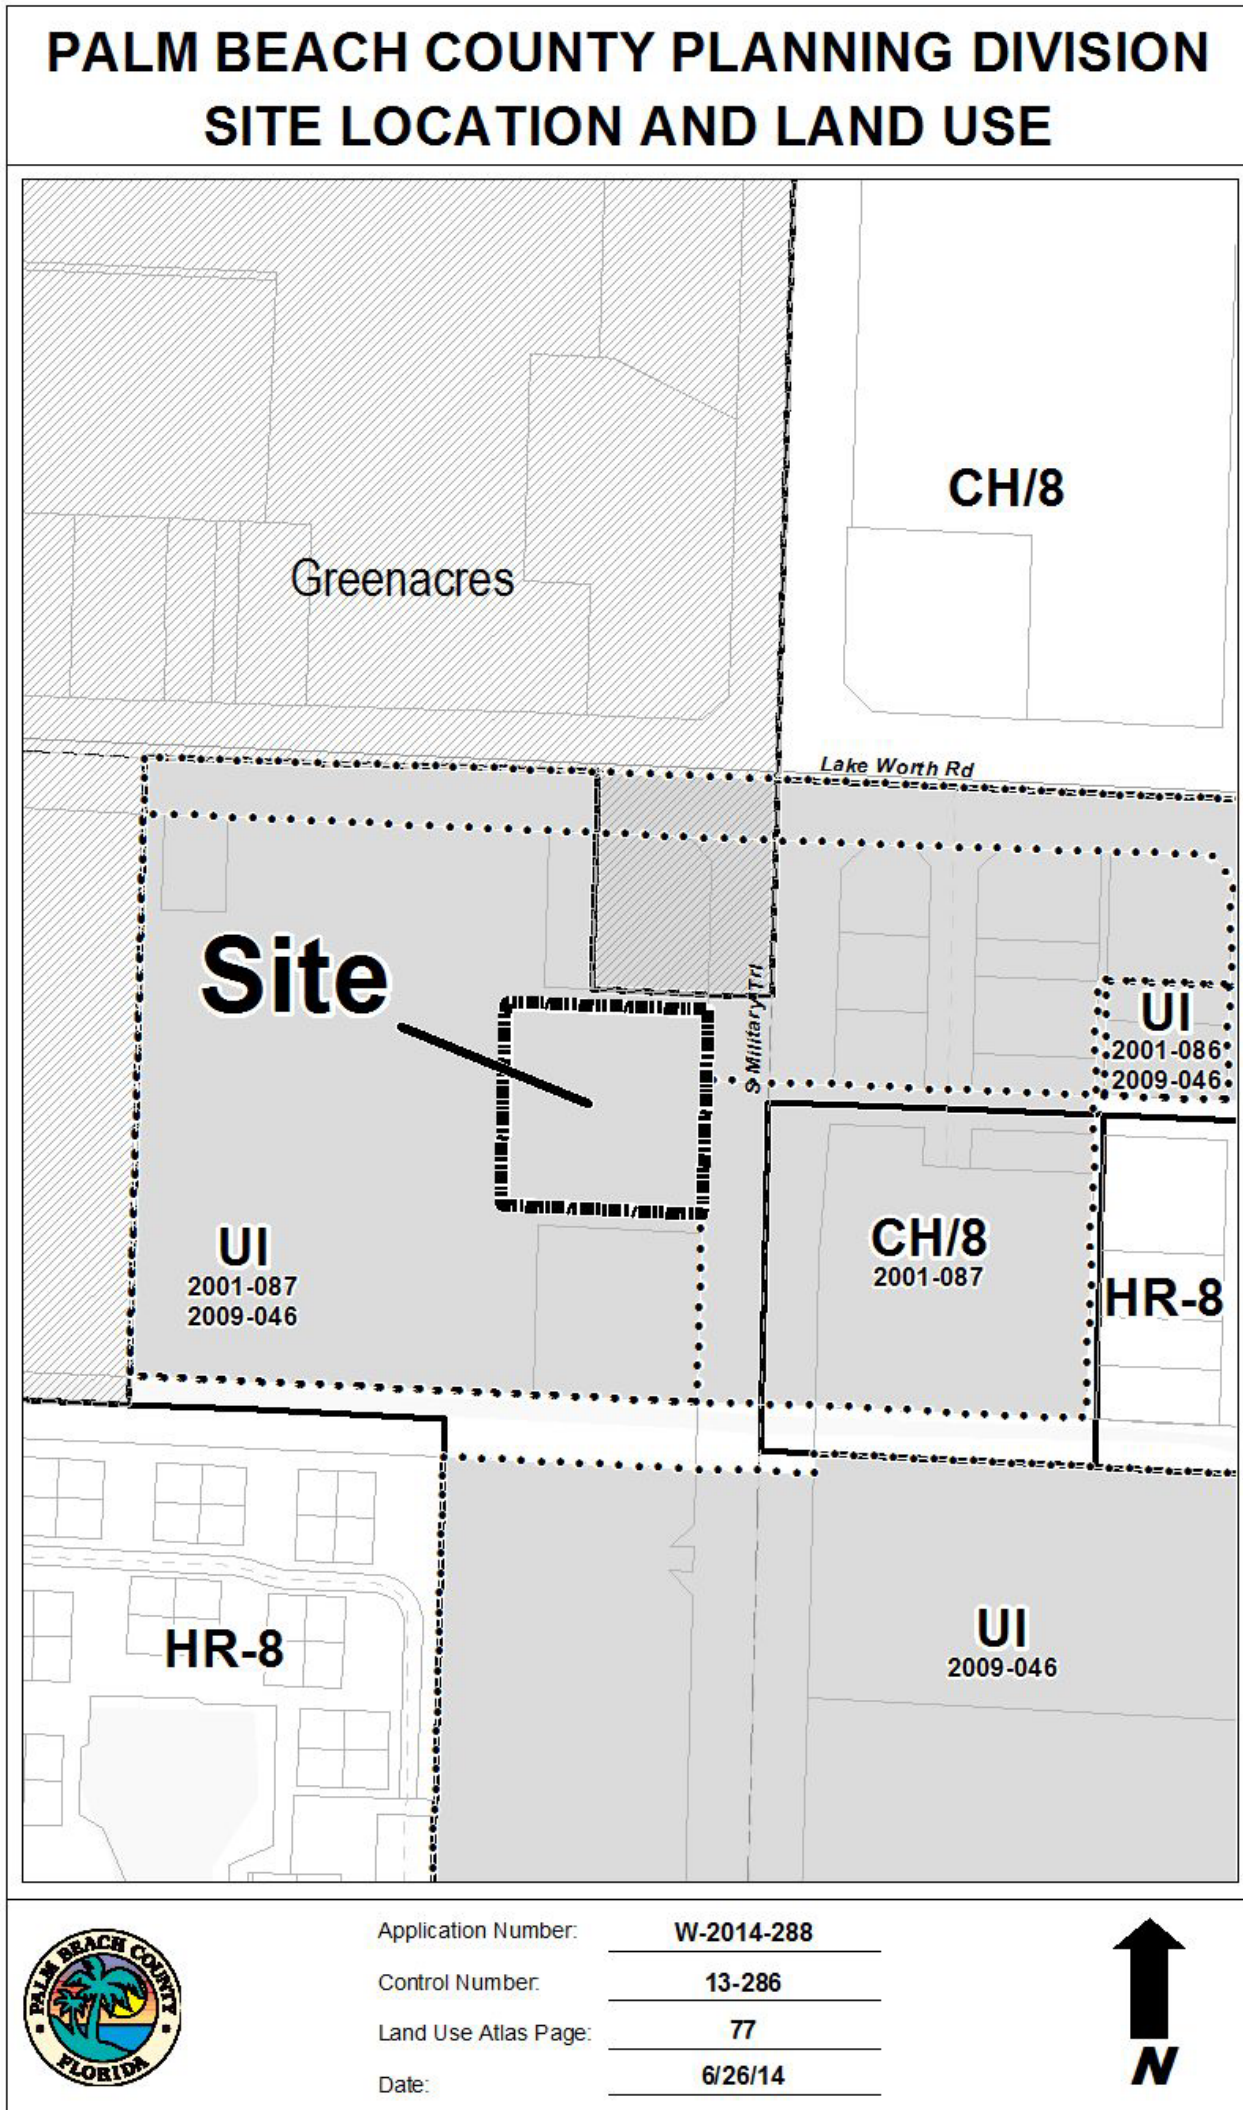 PALM BEACH COUNTY PLANNING DIVISION
SITE LOCATION AND LAND USE
CH/8
Greenacres
Lake Worth Rd
Site
S Military Trl
UI
2001-086
2009-046
UI
2001-087
2009-046
CH/8
2001-087
HR-8
HR-8
UI
2009-046
PALM BEACH COUNTY
FLORIDA
Application Number: W-2014-288
Control Number: 13-286
Land Use Atlas Page: 77
Date: 6/26/14
N